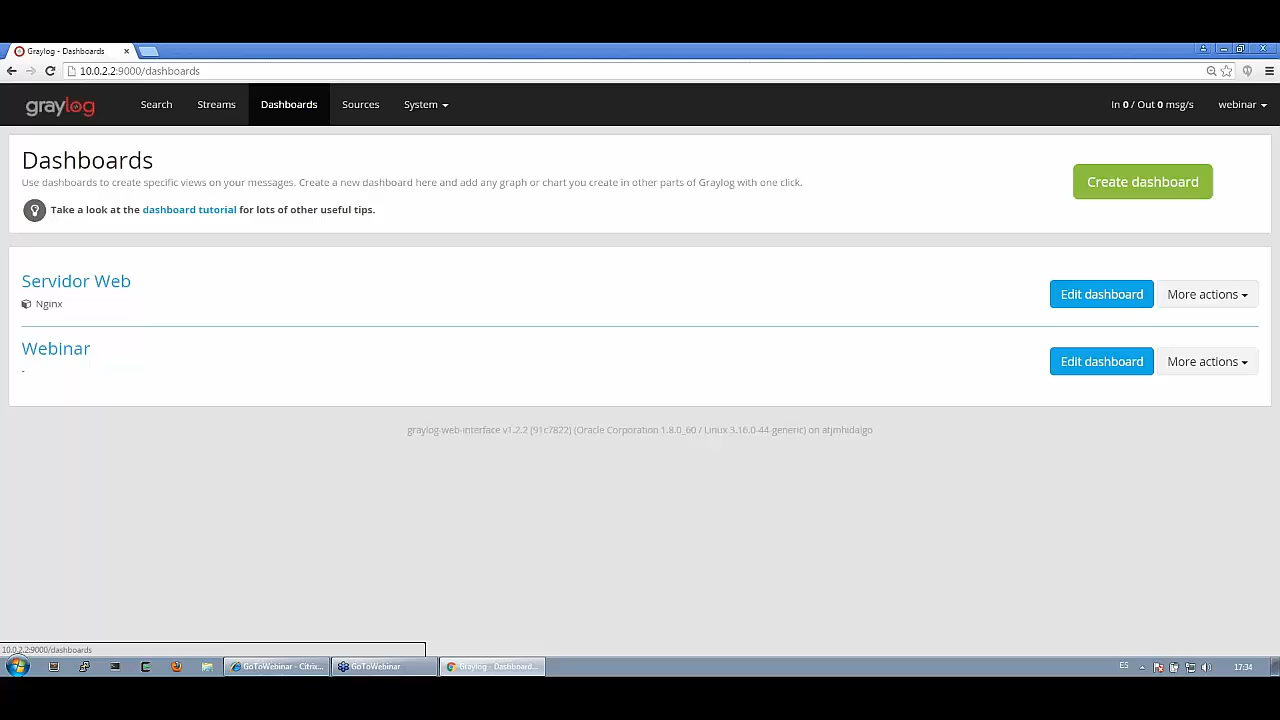 Graylog - Dashboards
10.0.2.2:9000/dashboards
graylog Search Streams Dashboards Sources System In 0 / Out 0 msg/s webinar
Dashboards
Use dashboards to create specific views on your messages. Create a new dashboard here and add any graph or chart you create in other parts of Graylog with one click.
Create dashboard
Take a look at the dashboard tutorial for lots of other useful tips.
Servidor Web
Nginx
Edit dashboard More actions
Webinar
-
Edit dashboard More actions
graylog-web-interface v1.2.2 (91c7822) (Oracle Corporation 1.8.0_60 / Linux 3.16.0-44-generic) on atjmhidalgo
10.0.2.2:9000/dashboards
GoToWebinar - Citrix... GoToWebinar Graylog - Dashboard... ES 17:34